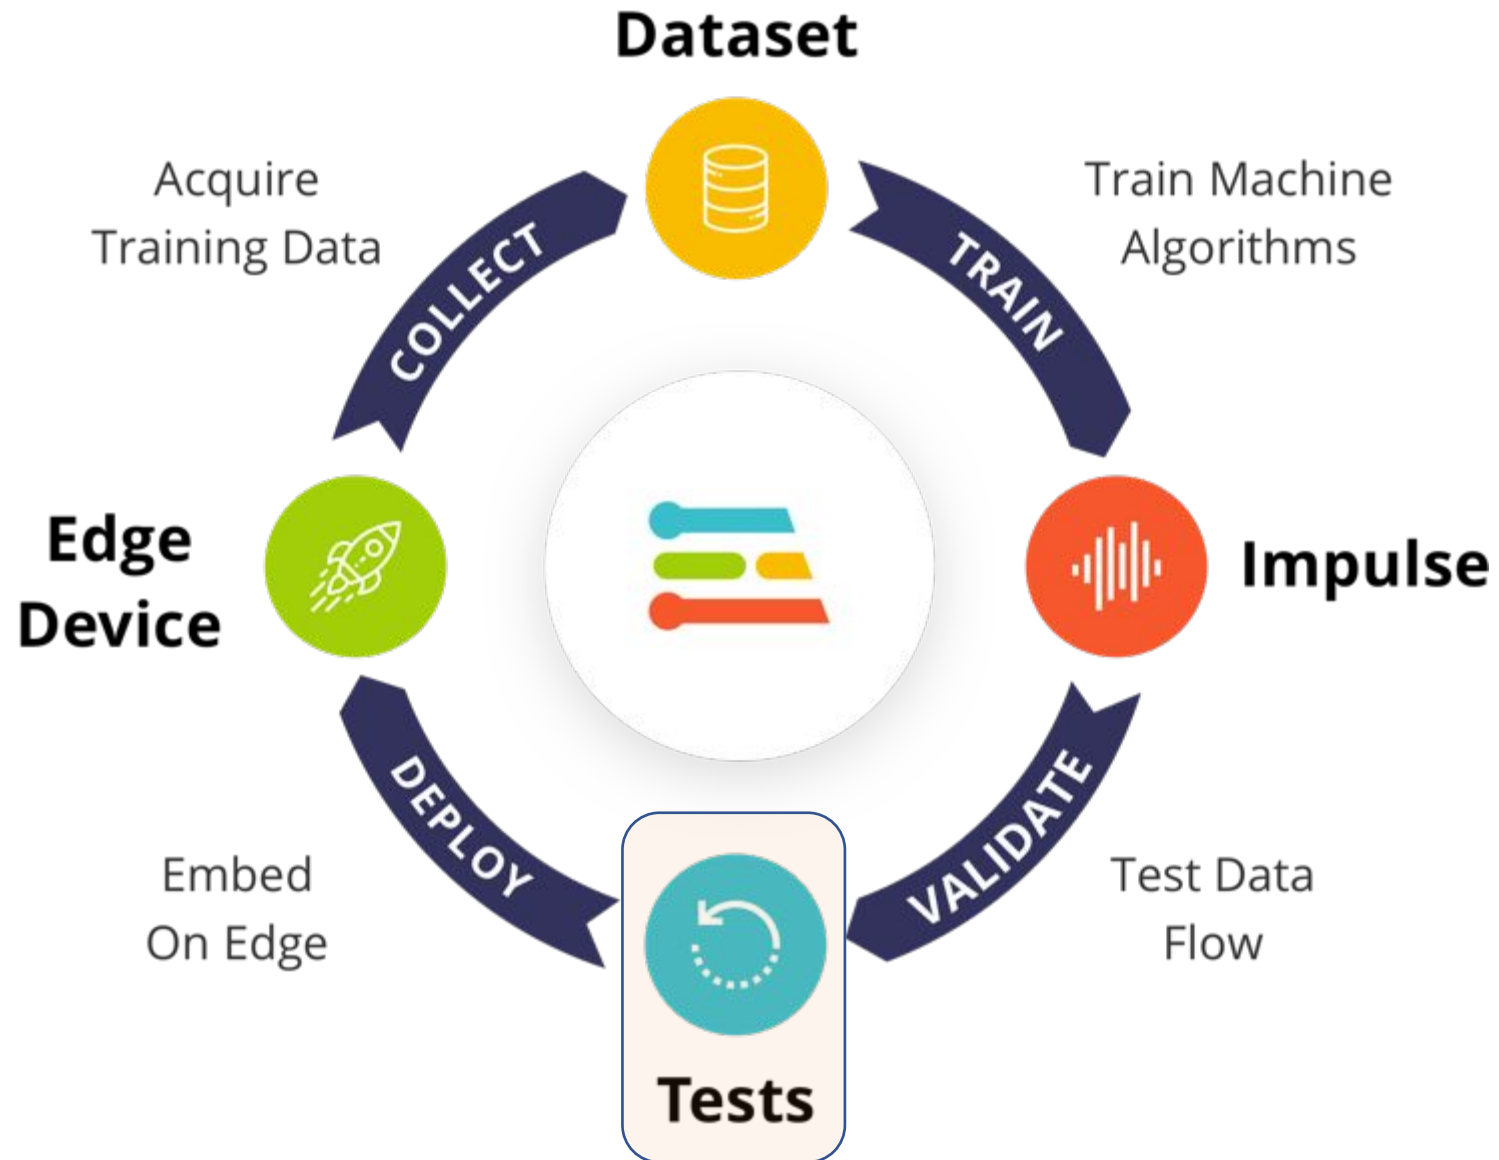 Dataset
Acquire
Training Data
COLLECT
TRAIN
Train Machine
Algorithms
Edge
Device
Impulse
DEPLOY
VALIDATE
Embed
On Edge
Test Data
Flow
Tests